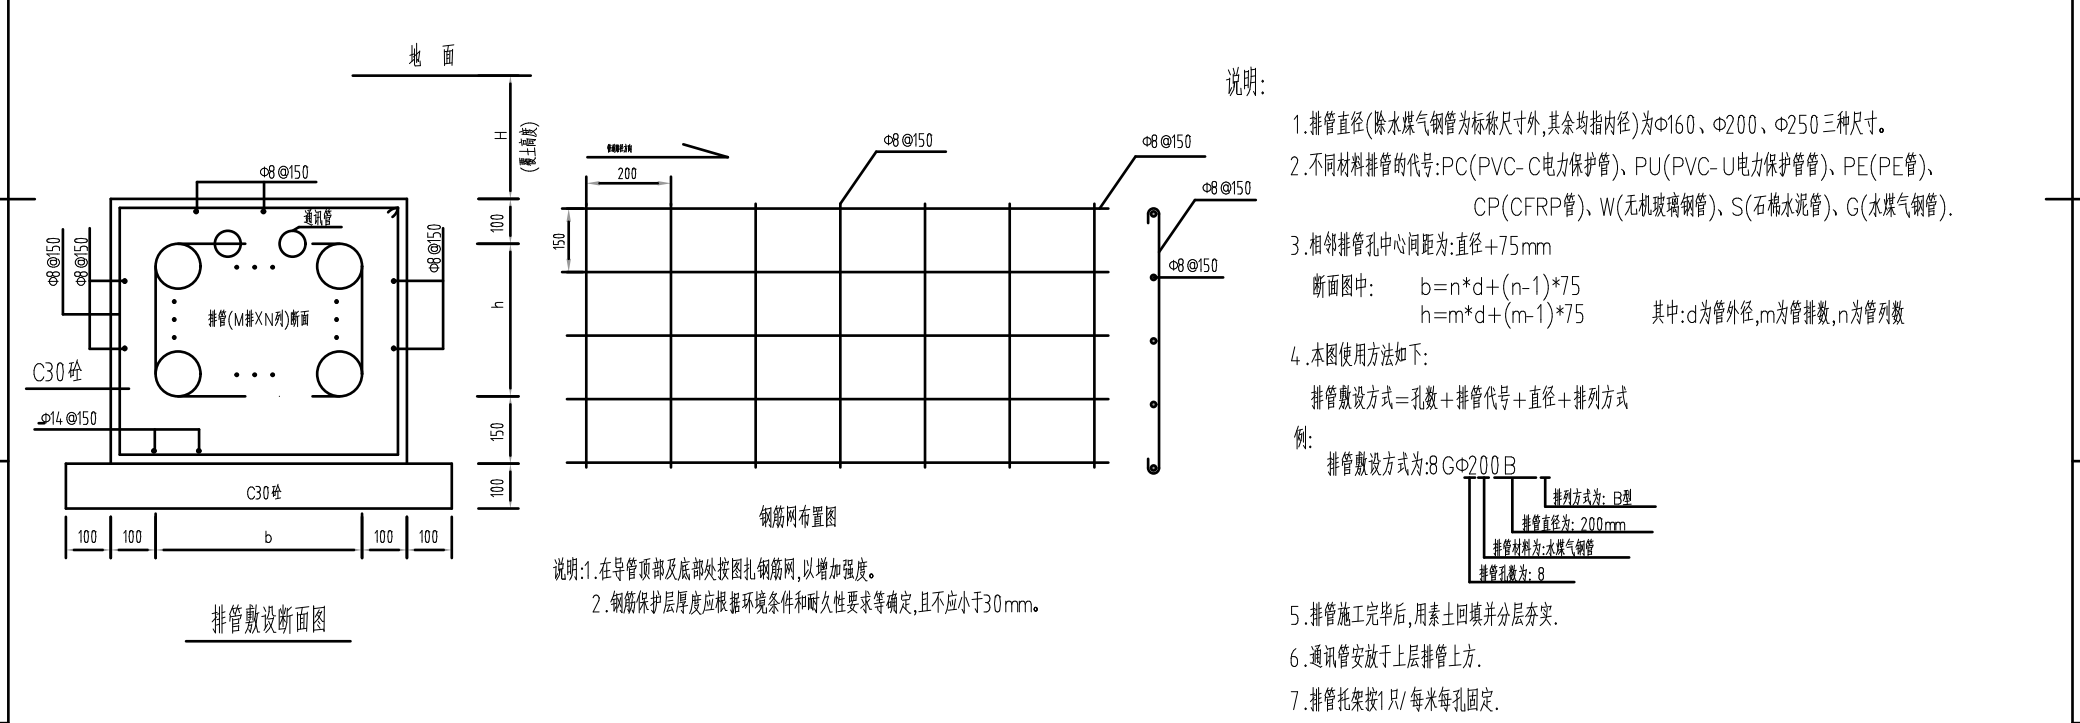 地 面
H
(覆土高度)
Φ8@150
通讯管
100
Φ8@150
Φ8@150
Φ8@150
排管(M排×N列)断面
h
C30砼
Φ14@150
150
C30砼
100
100
100
b
100
100
排管敷设断面图
200
Φ8@150
Φ8@150
Φ8@150
150
Φ8@150
钢筋网布置图
说明:1.在导管顶部及底部处按图扎钢筋网,以增加强度。
2.钢筋保护层厚度应根据环境条件和耐久性要求等确定,且不应小于30mm。
说明:
1.排管直径(除水煤气钢管为标称尺寸外,其余均指内径)为Φ160、Φ200、Φ250三种尺寸。
2.不同材料排管的代号:PC(PVC-C电力保护管)、PU(PVC-U电力保护管管)、PE(PE管)、
CP(CFRP管)、W(无机玻璃钢管)、S(石棉水泥管)、G(水煤气钢管).
3.相邻排管孔中心间距为:直径+75mm
断面图中: b=n*d+(n-1)*75
h=m*d+(m-1)*75 其中:d为管外径,m为管排数,n为管列数
4.本图使用方法如下:
排管敷设方式=孔数+排管代号+直径+排列方式
例:
排管敷设方式为:8GΦ200B
排列方式为: B型
排管直径为: 200mm
排管材料为:水煤气钢管
排管孔数为: 8
5.排管施工完毕后,用素土回填并分层夯实.
6.通讯管安放于上层排管上方.
7.排管托架按1只/每米每孔固定.